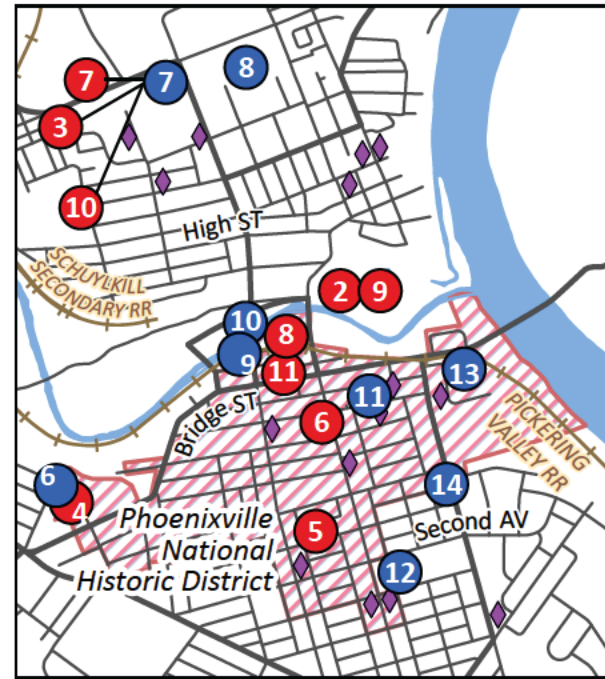 7
7
8
3
10
High ST
SCHUYLKILL
SECONDARY RR
2
9
10
8
9
11
13
11
Bridge ST
6
PICKERING
VALLEY RR
6
4
14
Phoenixville
National
Historic District
5
Second AV
12